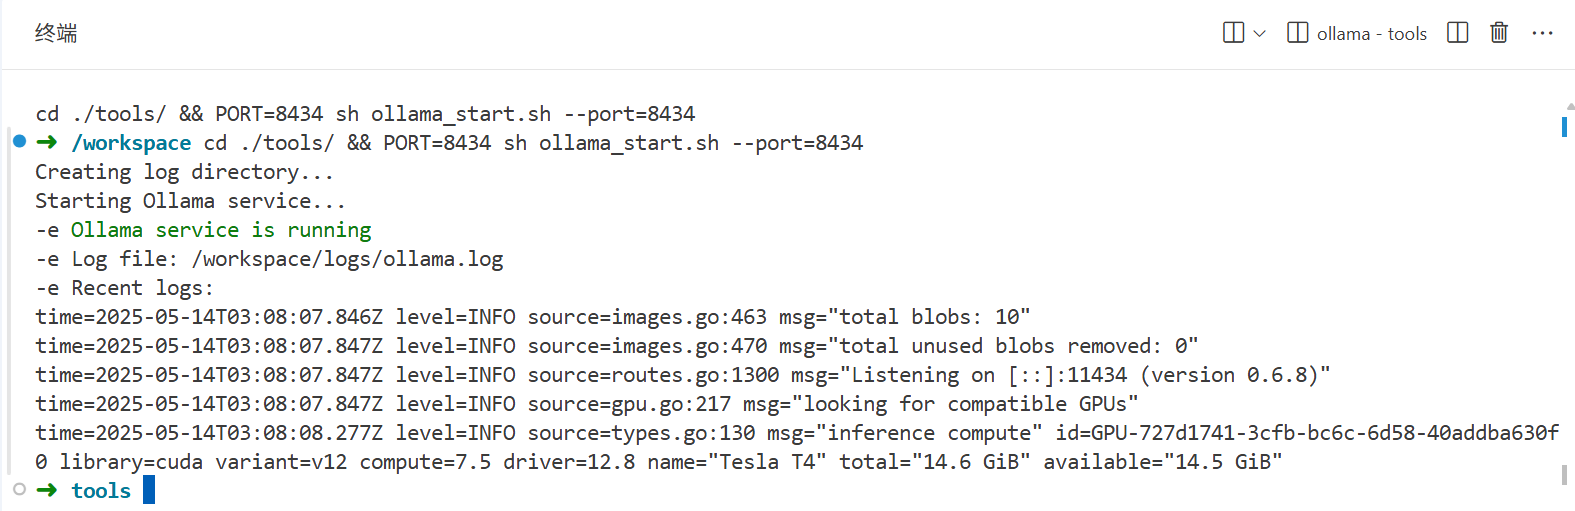 终端
ollama - tools
cd ./tools/ && PORT=8434 sh ollama_start.sh --port=8434
➜ /workspace cd ./tools/ && PORT=8434 sh ollama_start.sh --port=8434
Creating log directory...
Starting Ollama service...
-e Ollama service is running
-e Log file: /workspace/logs/ollama.log
-e Recent logs:
time=2025-05-14T03:08:07.846Z level=INFO source=images.go:463 msg="total blobs: 10"
time=2025-05-14T03:08:07.847Z level=INFO source=images.go:470 msg="total unused blobs removed: 0"
time=2025-05-14T03:08:07.847Z level=INFO source=routes.go:1300 msg="Listening on [::]:11434 (version 0.6.8)"
time=2025-05-14T03:08:07.847Z level=INFO source=gpu.go:217 msg="looking for compatible GPUs"
time=2025-05-14T03:08:08.277Z level=INFO source=types.go:130 msg="inference compute" id=GPU-727d1741-3cfb-bc6c-6d58-40addba630f
0 library=cuda variant=v12 compute=7.5 driver=12.8 name="Tesla T4" total="14.6 GiB" available="14.5 GiB"
➜ tools